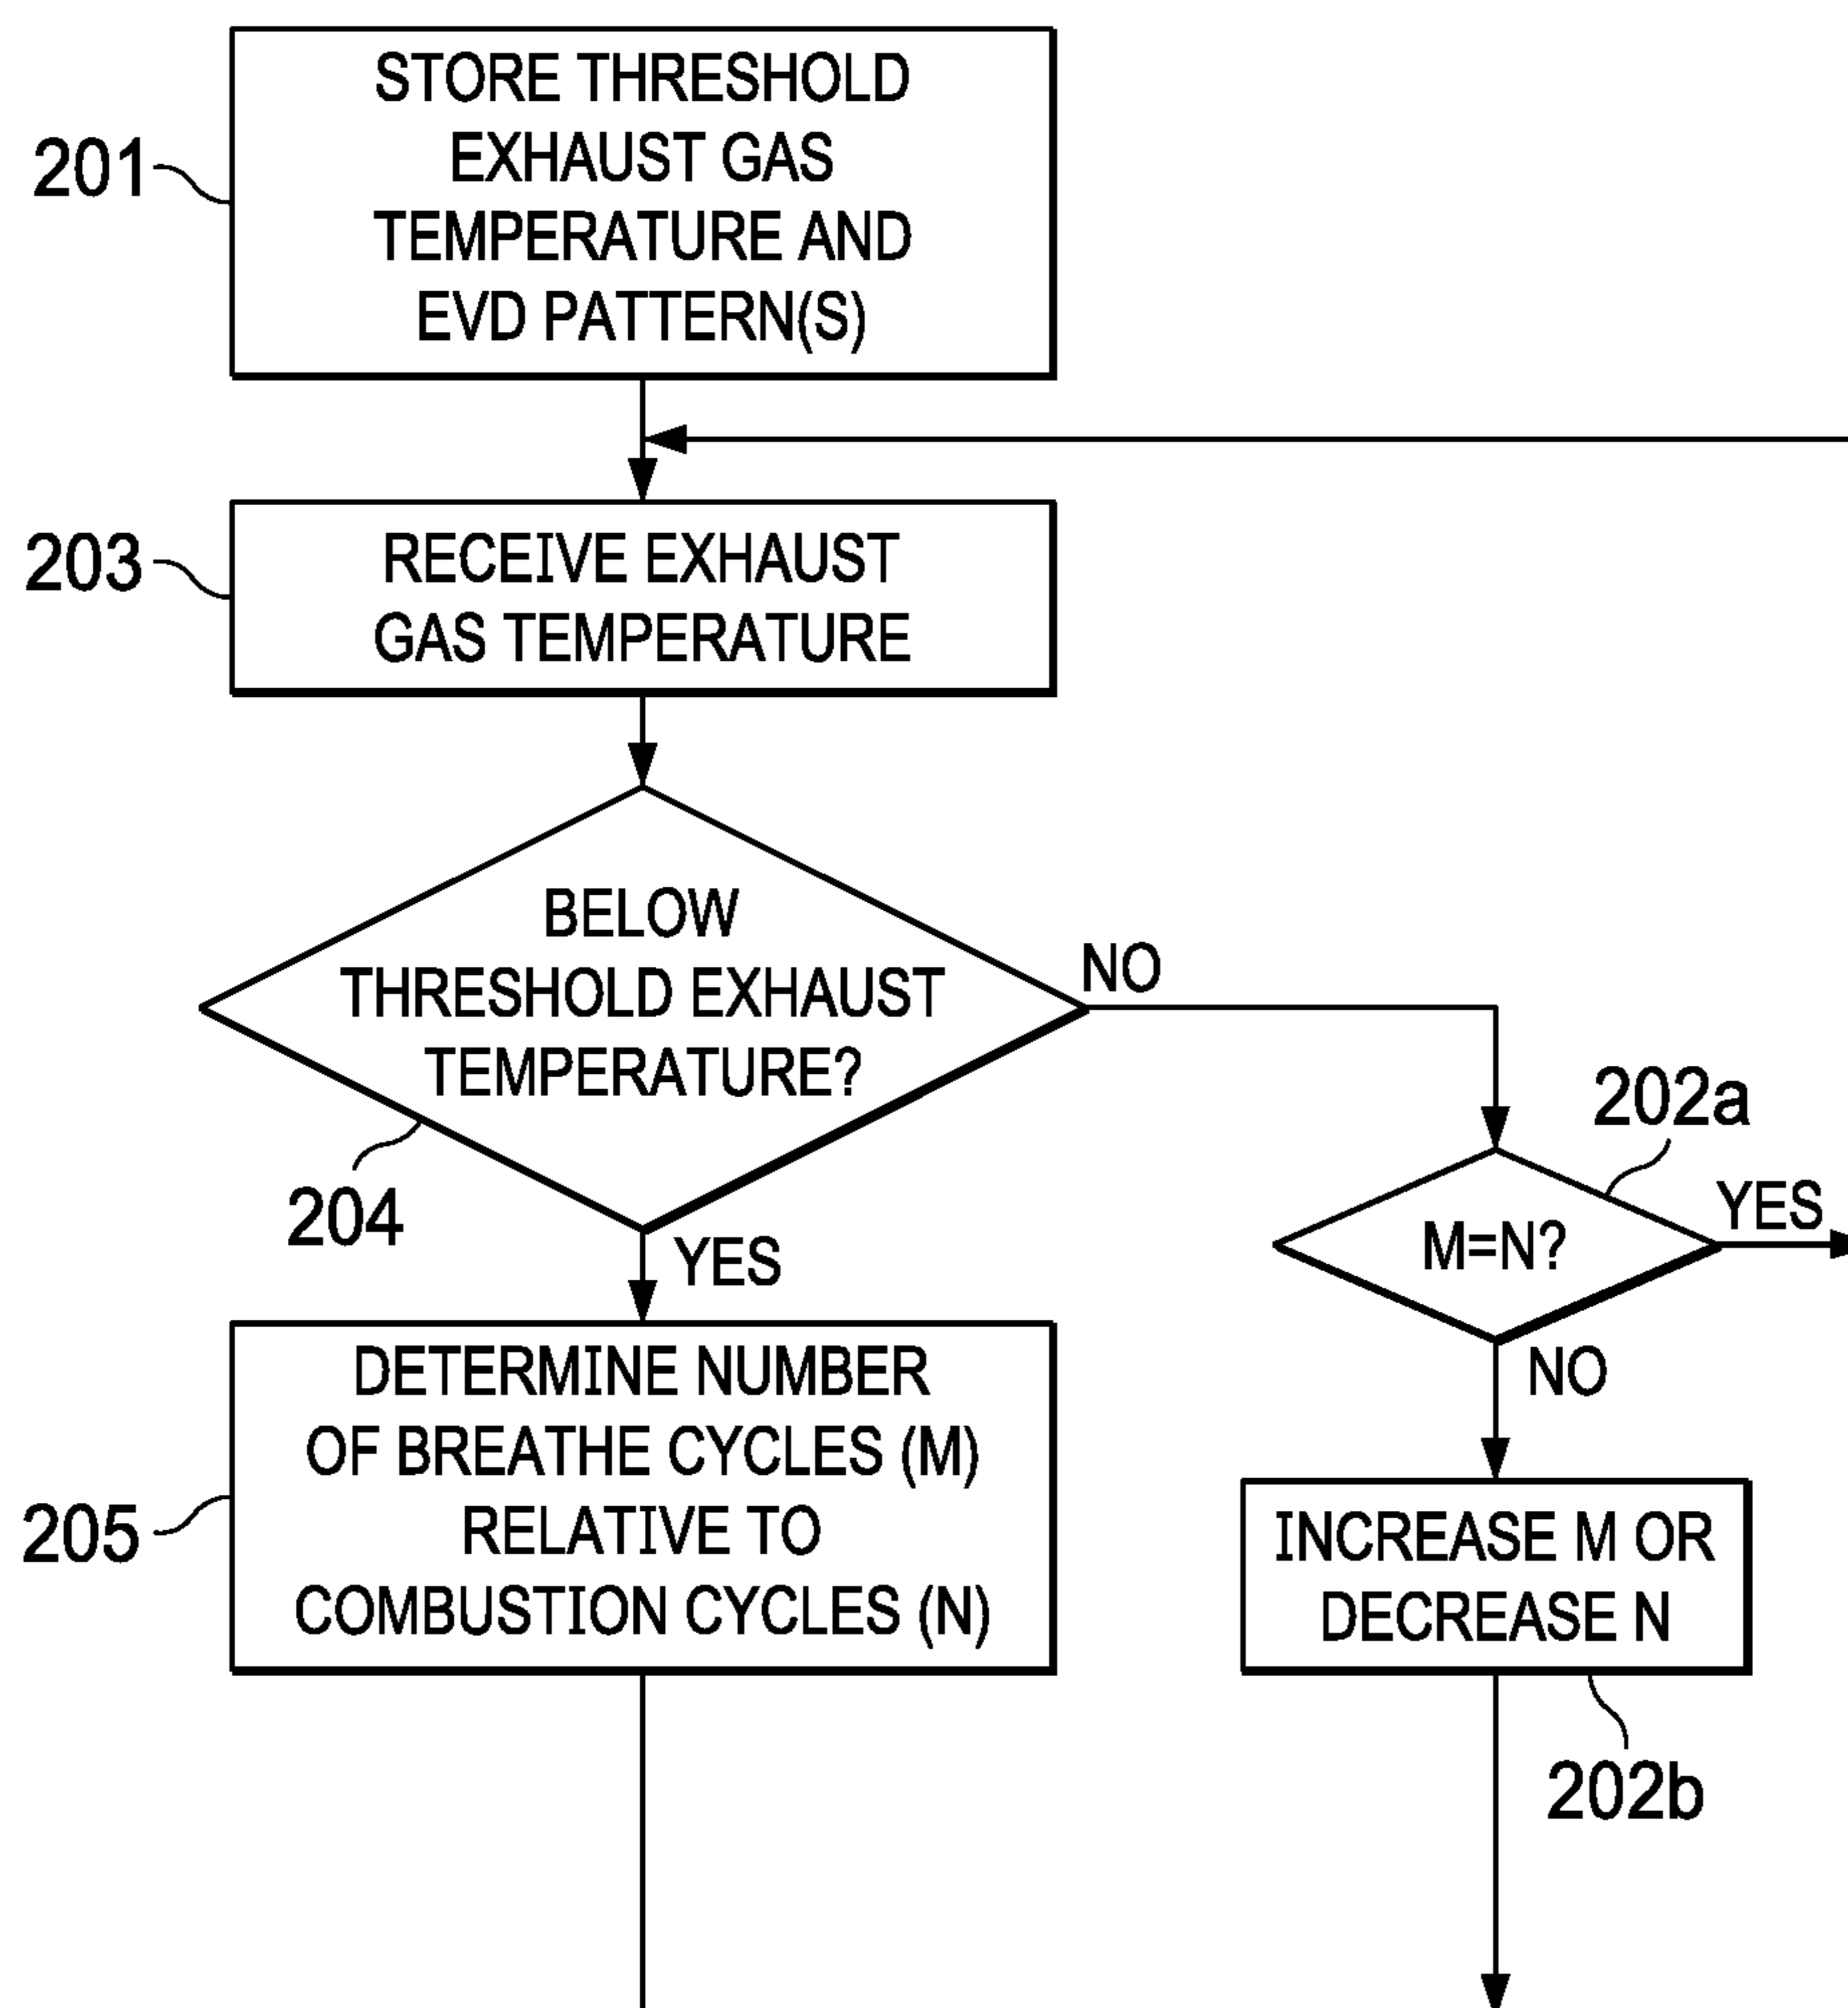 STORE THRESHOLD
EXHAUST GAS
TEMPERATURE AND
EVD PATTERN(S)
201
RECEIVE EXHAUST
GAS TEMPERATURE
203
BELOW
THRESHOLD EXHAUST
TEMPERATURE?
NO
204
YES
202a
M=N?
YES
NO
DETERMINE NUMBER
OF BREATHE CYCLES (M)
RELATIVE TO
COMBUSTION CYCLES (N)
205
INCREASE M OR
DECREASE N
202b